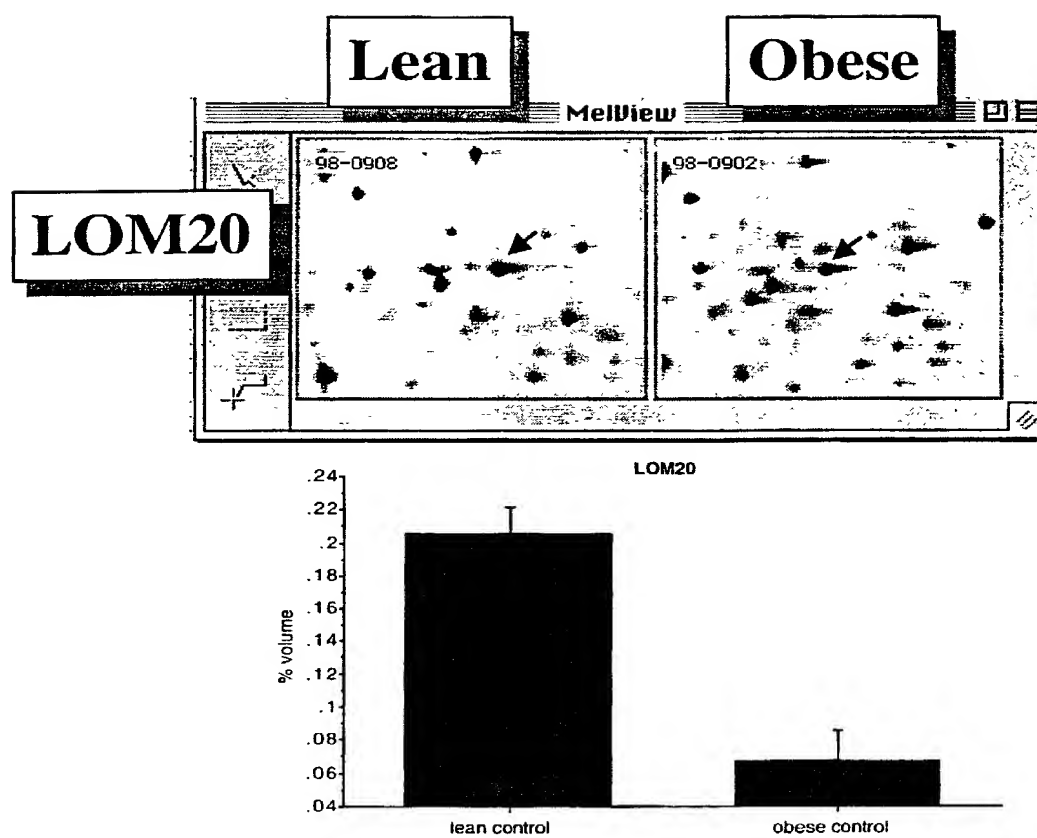 Lean
Obese
MelView
98-0908
98-0902
LOM20
LOM20
.24
.22
.2
.18
.16
.14
.12
.1
.08
.06
.04
% volume
lean control
obese control